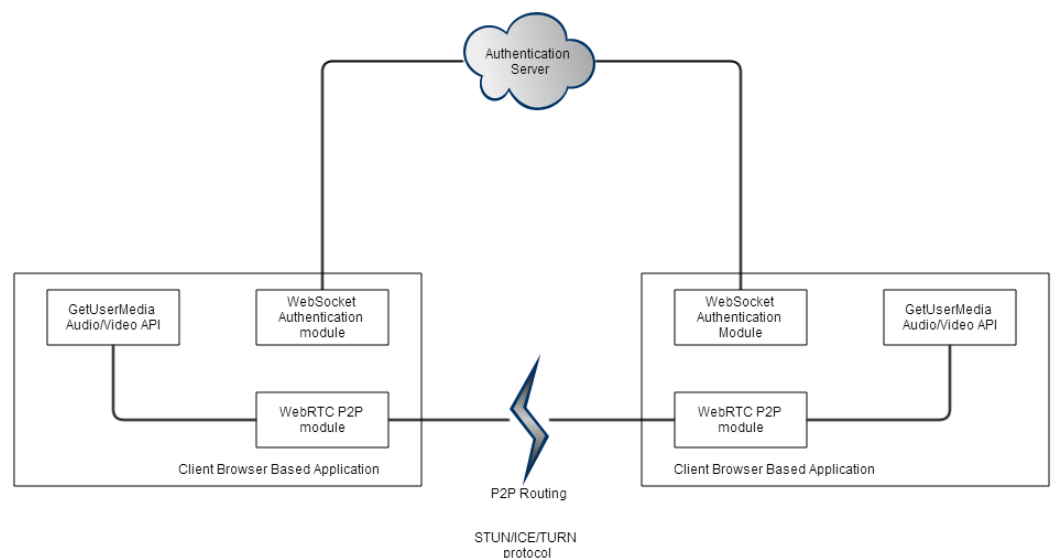 Authentication
Server
GetUserMedia
Audio/Video API
WebSocket
Authentication
module
WebSocket
Authentication
Module
GetUserMedia
Audio/Video API
WebRTC P2P
module
WebRTC P2P
module
Client Browser Based Application
Client Browser Based Application
P2P Routing
STUN/ICE/TURN
protocol